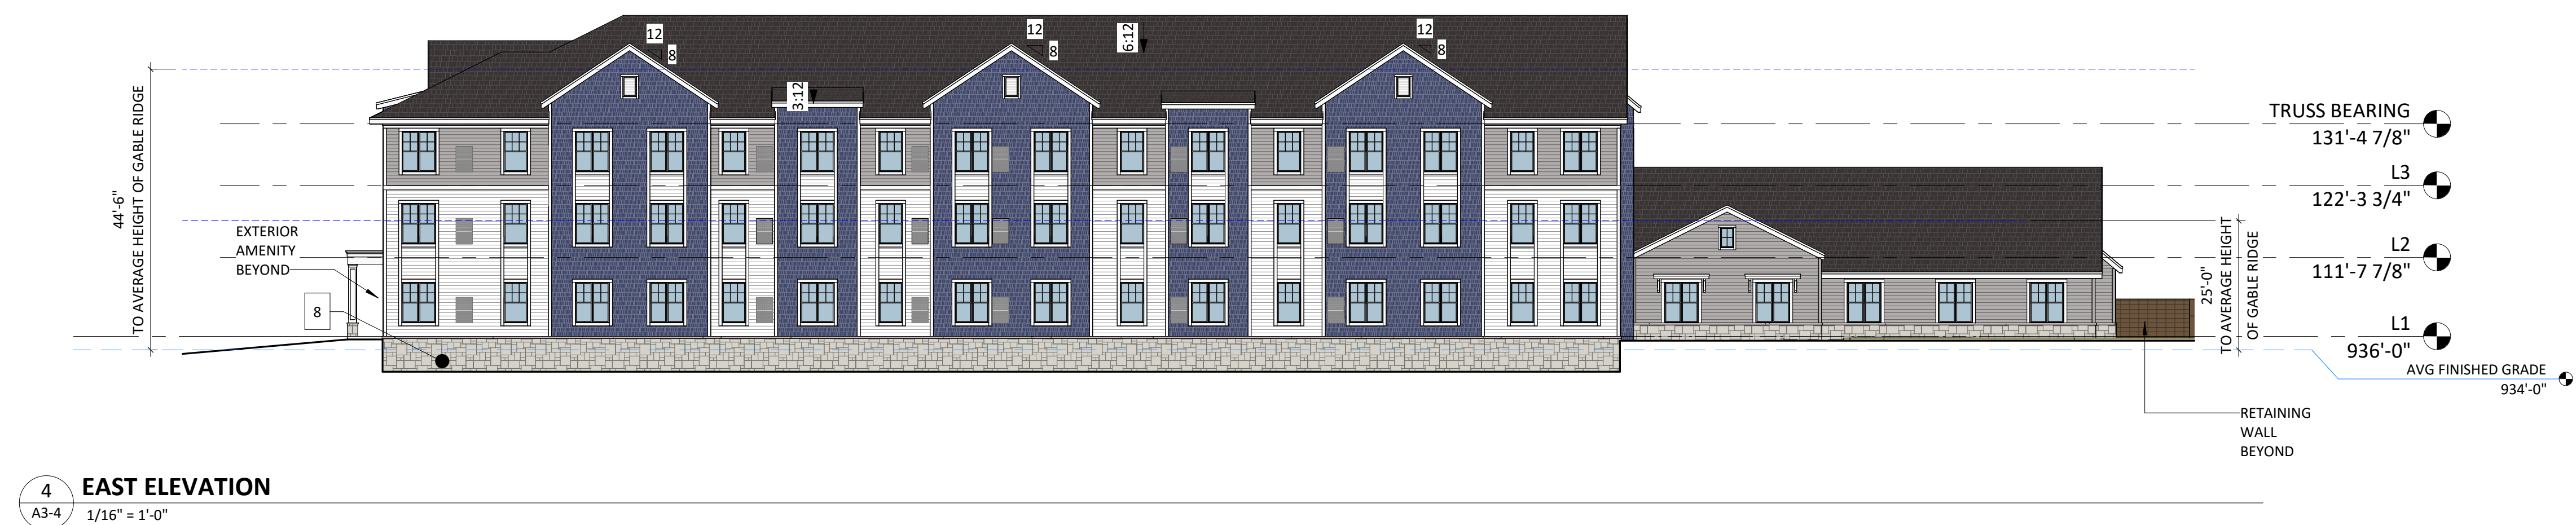 12
8
12
8
6:12
12
8
3:12
44'-6"
TO AVERAGE HEIGHT OF GABLE RIDGE
EXTERIOR
AMENITY
BEYOND
8
TRUSS BEARING
131'-4 7/8"
L3
122'-3 3/4"
L2
111'-7 7/8"
L1
936'-0"
25'-0"
TO AVERAGE HEIGHT
OF GABLE RIDGE
AVG FINISHED GRADE
934'-0"
RETAINING
WALL
BEYOND
4
A3-4
EAST ELEVATION
1/16" = 1'-0"